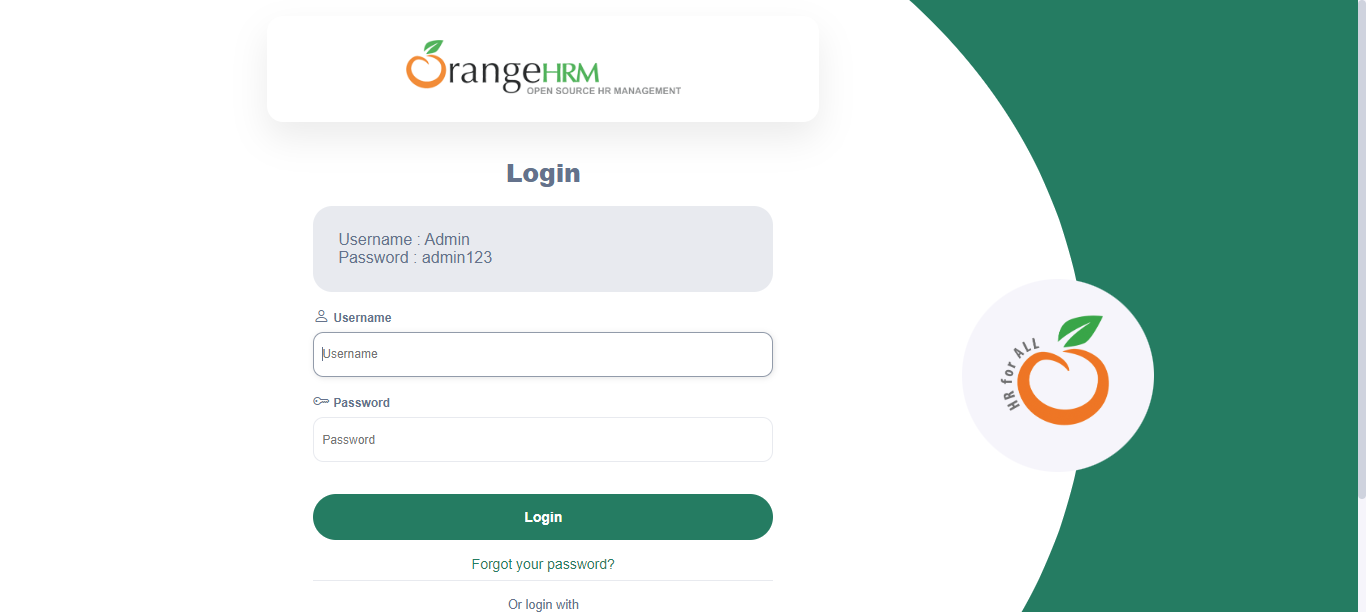 OrangeHRM
OPEN SOURCE HR MANAGEMENT
Login
Username : Admin
Password : admin123
Username
Username
Password
Password
Login
Forgot your password?
Or login with
HR for ALL